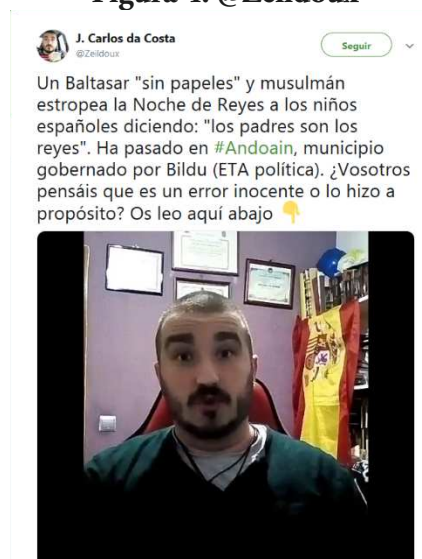 Figura 4. @Zeildoux
J. Carlos da Costa
@Zeildoux
Seguir
Un Baltasar "sin papeles" y musulmán
estropea la Noche de Reyes a los niños
españoles diciendo: "los padres son los
reyes". Ha pasado en #Andoain, municipio
gobernado por Bildu (ETA política). ¿Vosotros
pensáis que es un error inocente o lo hizo a
propósito? Os leo aquí abajo 👇